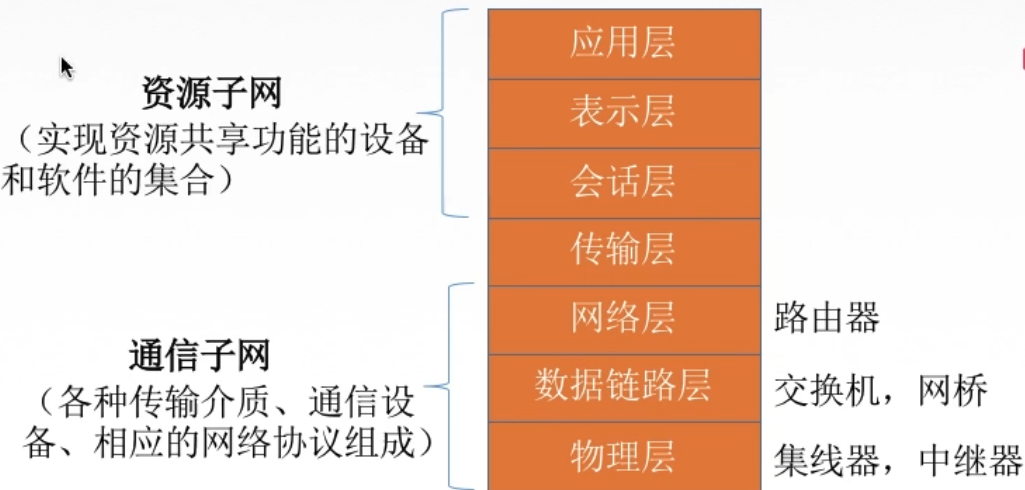 资源子网
（实现资源共享功能的设备
和软件的集合）
通信子网
（各种传输介质、通信设
备、相应的网络协议组成）
应用层
表示层
会话层
传输层
网络层
数据链路层
物理层
路由器
交换机，网桥
集线器，中继器